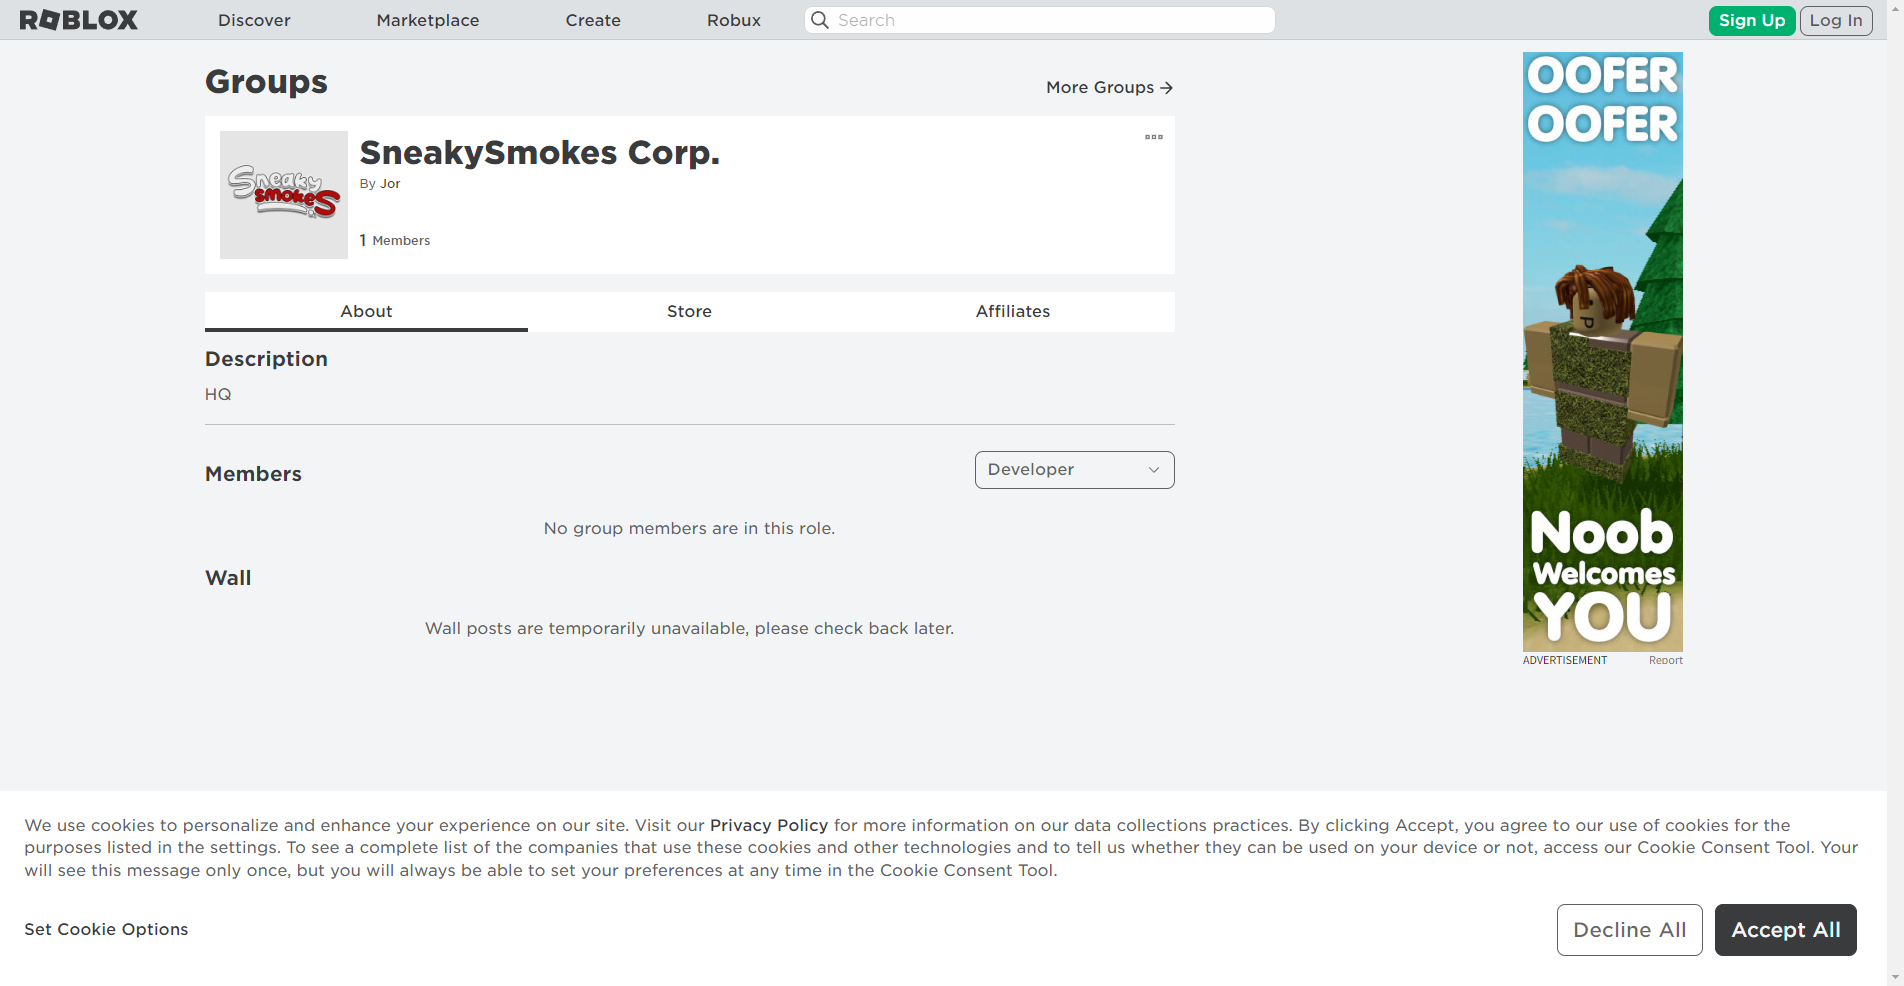 ROBLOX Discover Marketplace Create Robux Search Sign Up Log In
Groups
More Groups
Sneaky
smokes
SneakySmokes Corp.
By Jor
1 Members
About Store Affiliates
Description
HQ
Members
Developer
No group members are in this role.
Wall
Wall posts are temporarily unavailable, please check back later.
OOFER
OOFER
Noob
Welcomes
YOU
ADVERTISEMENT Report
We use cookies to personalize and enhance your experience on our site. Visit our Privacy Policy for more information on our data collections practices. By clicking Accept, you agree to our use of cookies for the
purposes listed in the settings. To see a complete list of the companies that use these cookies and other technologies and to tell us whether they can be used on your device or not, access our Cookie Consent Tool. Your
will see this message only once, but you will always be able to set your preferences at any time in the Cookie Consent Tool.
Set Cookie Options
Decline All
Accept All